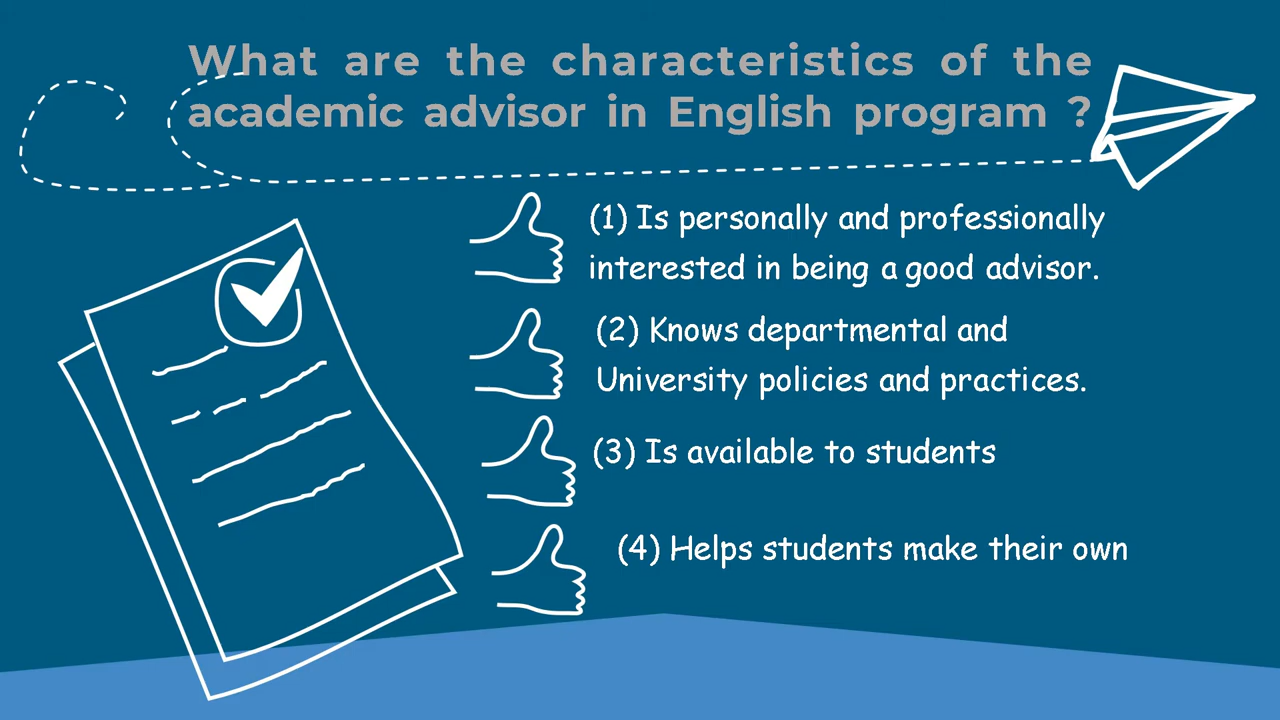 What are the characteristics of the
academic advisor in English program ?
(1) Is personally and professionally
interested in being a good advisor.
(2) Knows departmental and
University policies and practices.
(3) Is available to students
(4) Helps students make their own